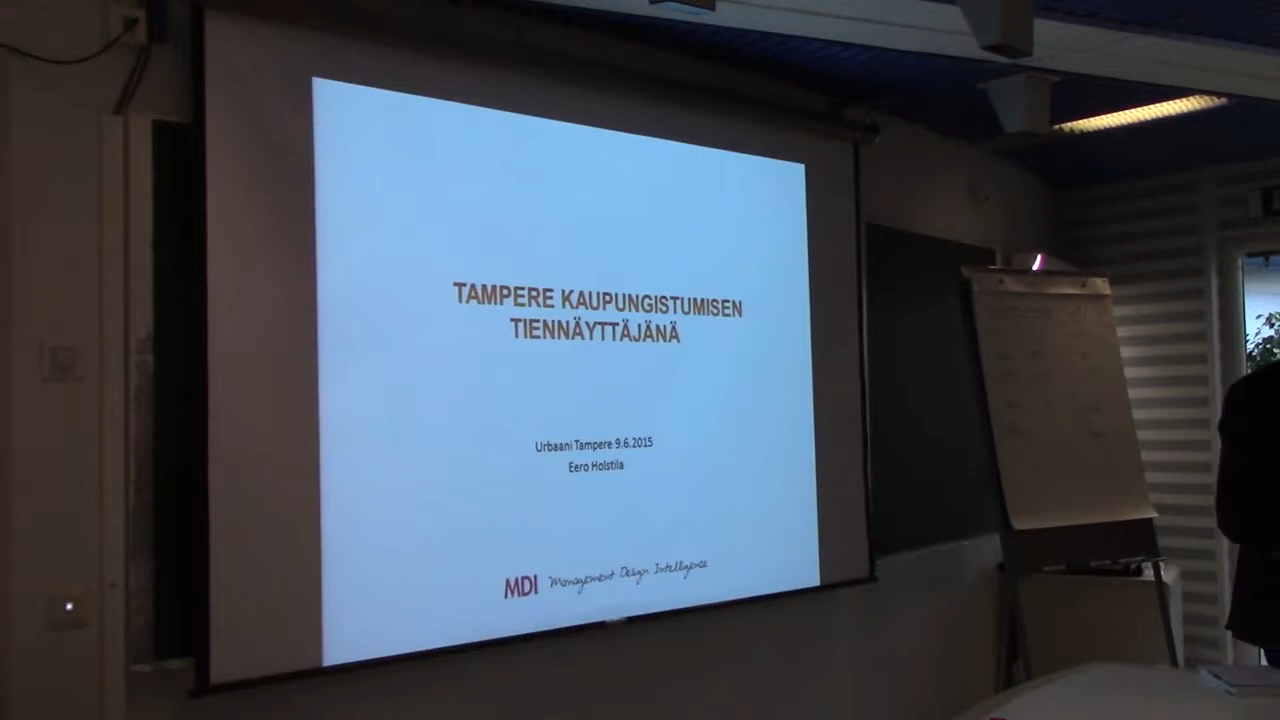 TAMPERE KAUPUNGISTUMISEN
TIENNÄYTTÄJÄNÄ
Urbaani Tampere 9.6.2015
Eero Holstila
MDI Management Design Intelligence